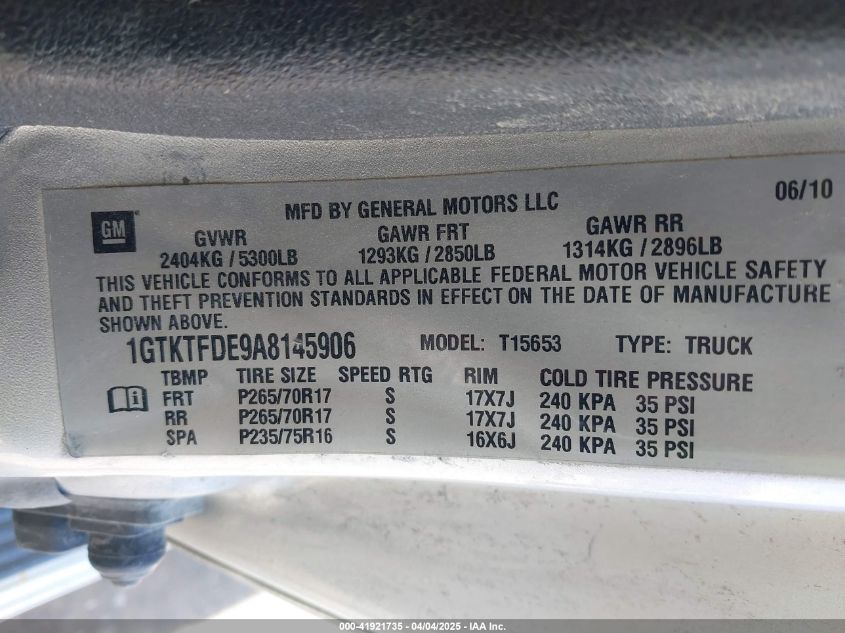 06/10
MFD BY GENERAL MOTORS LLC
GM
GVWR GAWR FRT GAWR RR
2404KG / 5300LB 1293KG / 2850LB 1314KG / 2896LB
THIS VEHICLE CONFORMS TO ALL APPLICABLE FEDERAL MOTOR VEHICLE SAFETY
AND THEFT PREVENTION STANDARDS IN EFFECT ON THE DATE OF MANUFACTURE
SHOWN ABOVE.
1GTKTFDE9A8145906 MODEL: T15653 TYPE: TRUCK
TBMP TIRE SIZE SPEED RTG RIM COLD TIRE PRESSURE
FRT P265/70R17 S 17X7J 240 KPA 35 PSI
RR P265/70R17 S 17X7J 240 KPA 35 PSI
SPA P235/75R16 S 16X6J 240 KPA 35 PSI
000-41921735 - 04/04/2025 - IAA Inc.